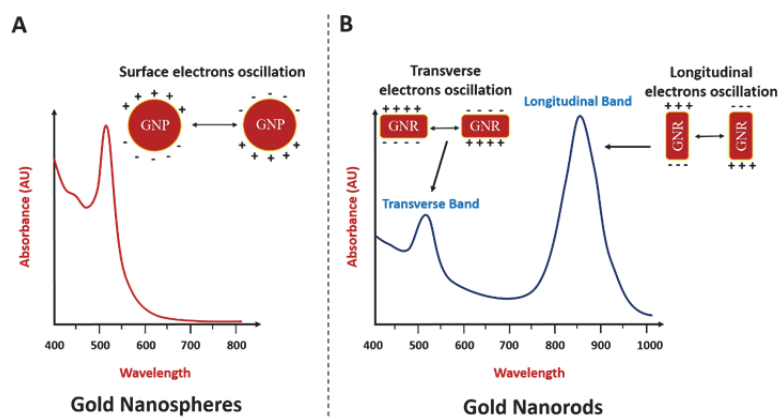 A
Surface electrons oscillation
+ + + + + + +
GNP
- - - - -
- - - - - -
GNP
+ + + + + +
Absorbance (AU)
400 500 600 700 800
Wavelength
Gold Nanospheres
B
Transverse
electrons oscillation
+ + + +
GNR
- - - -
- - - -
GNR
+ + + +
Longitudinal Band
Longitudinal
electrons oscillation
+ + +
GNR
- - -
- - -
GNR
+ + +
Transverse Band
Absorbance (AU)
400 500 600 700 800 900 1000
Wavelength
Gold Nanorods